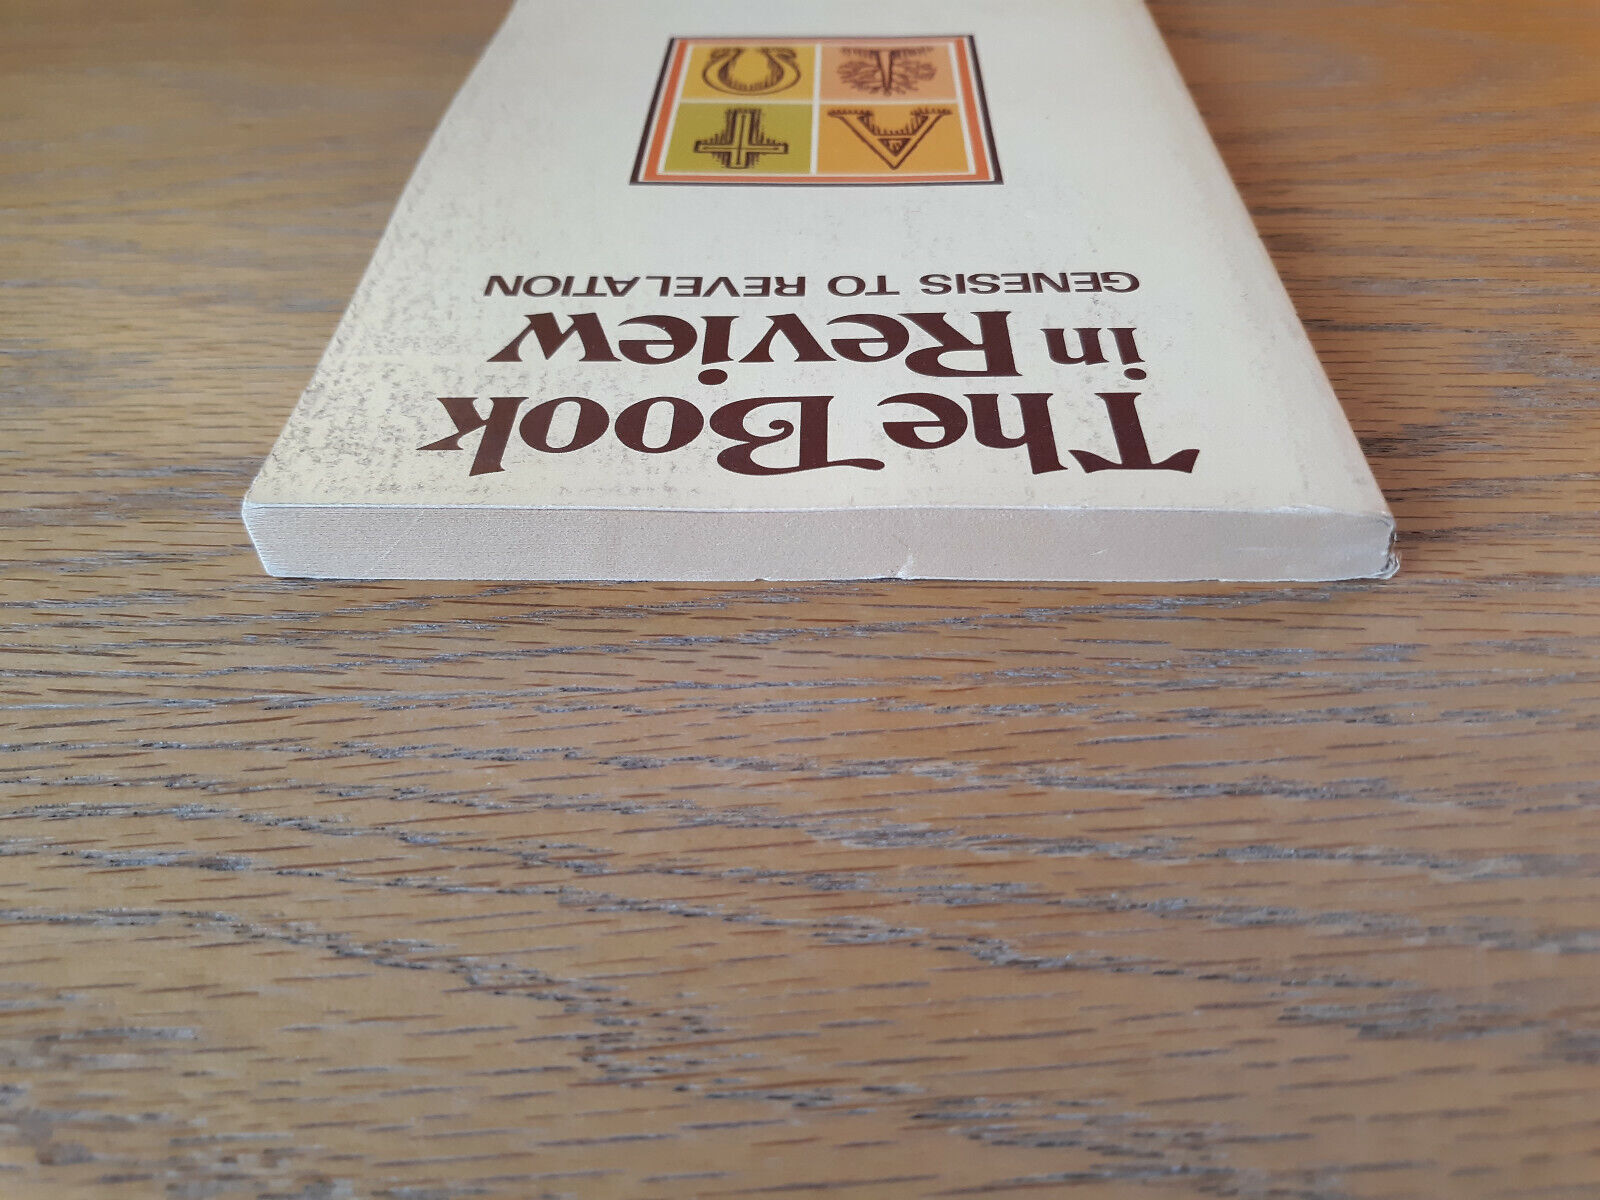 The Book
in Review
GENESIS TO REVELATION
Α Ω